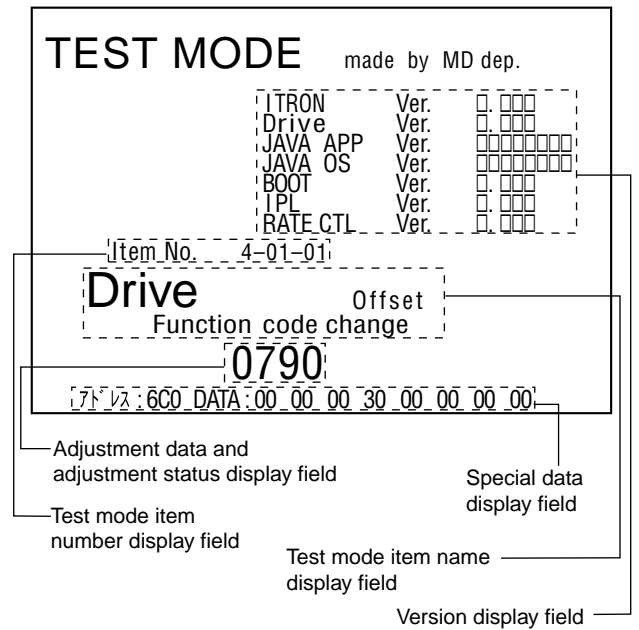 TEST MODE made by MD dep.
ITRON Ver. □.□□□
Drive Ver. □.□□□
JAVA APP Ver. □□□□□□□□
JAVA OS Ver. □□□□□□□□
BOOT Ver. □.□□□
IPL Ver. □.□□□
RATE CTL Ver. □.□□□
Item No. 4-01-01
Drive Offset
Function code change
0790
ｱﾄﾞﾚｽ:6C0 DATA:00 00 00 30 00 00 00 00
Adjustment data and
adjustment status display field
Special data
display field
Test mode item
number display field
Test mode item name
display field
Version display field